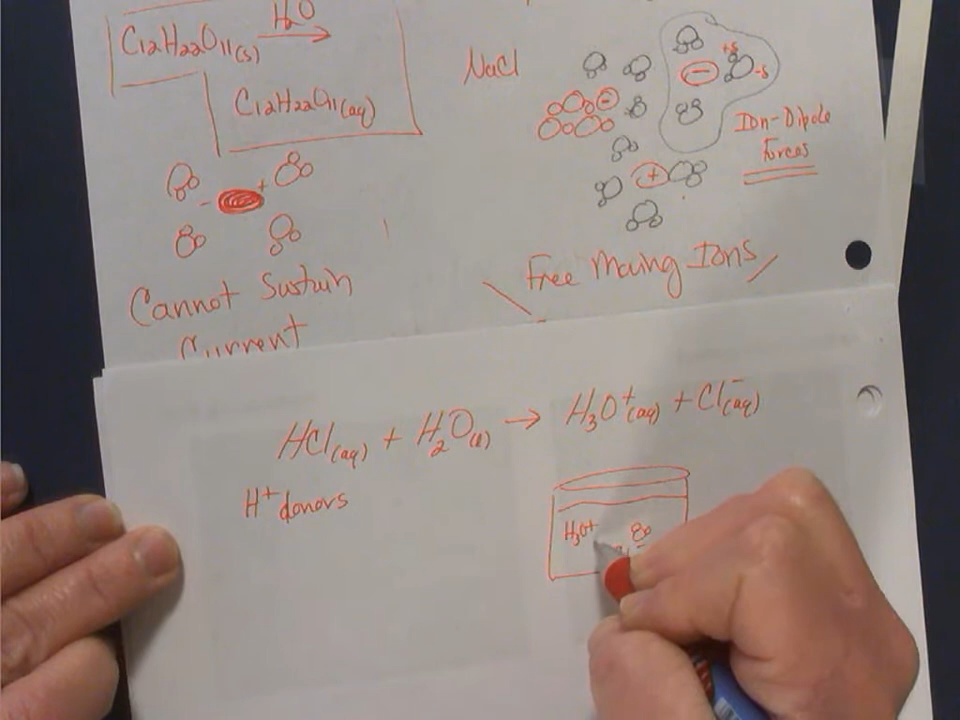 C12H22O11(s) H2O
C12H22O11(aq)
- +
Cannot Sustain
Current
NaCl
+δ
- -δ
-
+
Ion-Dipole
Forces
Free Moving Ions
HCl(aq) + H2O(l) → H3O+(aq) + Cl-(aq)
H+ donors
H3O+